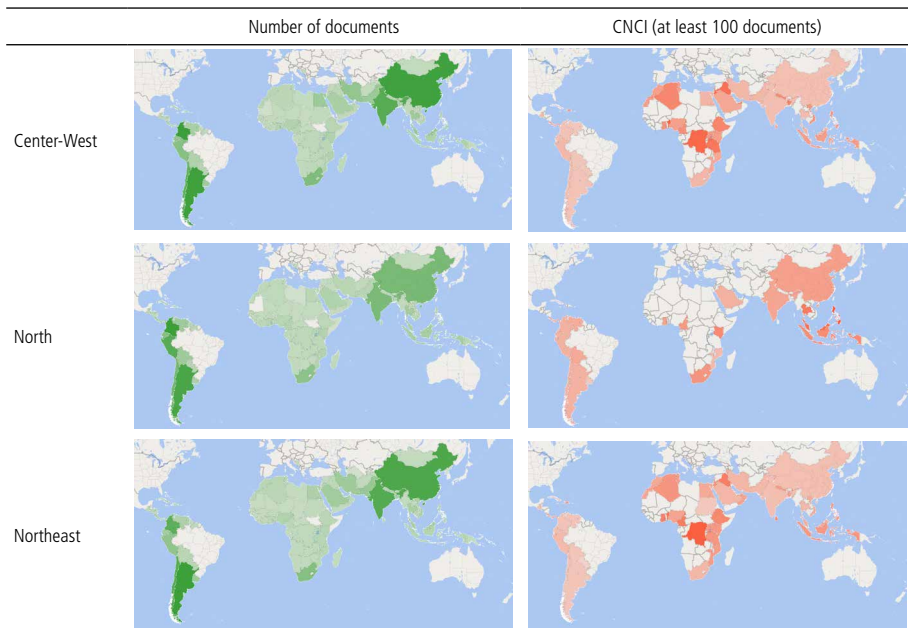 Number of documents
CNCI (at least 100 documents)
Center-West
North
Northeast